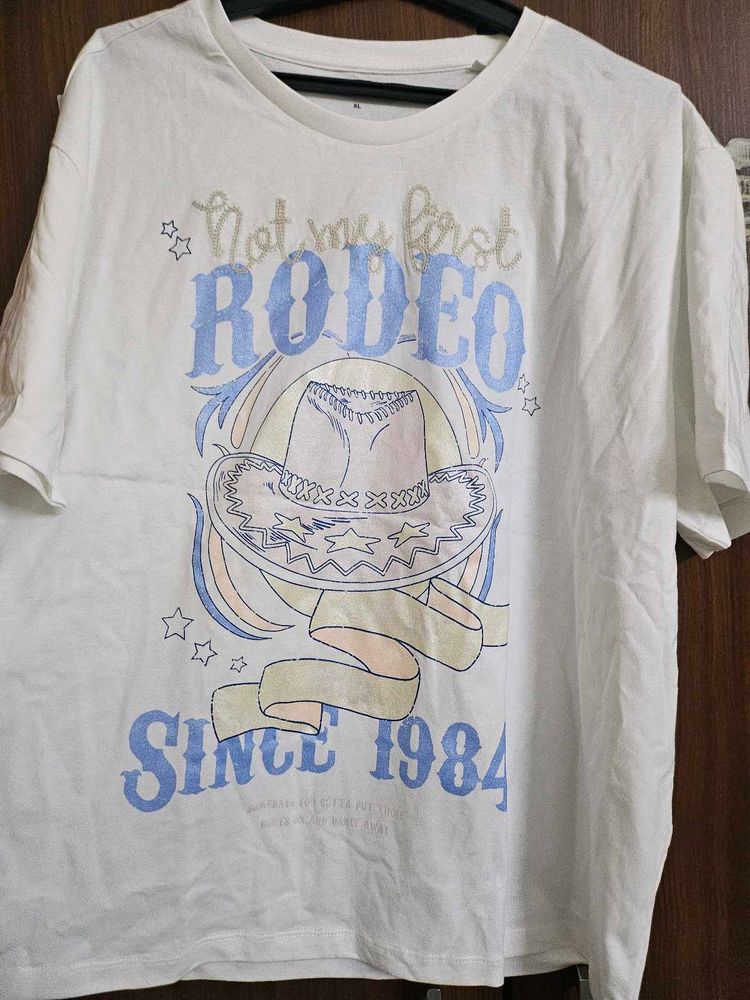 XL
Not my first
RODEO
SINCE 1984
SOMEDAYS YOU GOTTA PUT THOSE
BOOTS ON AND DANCE AWAY